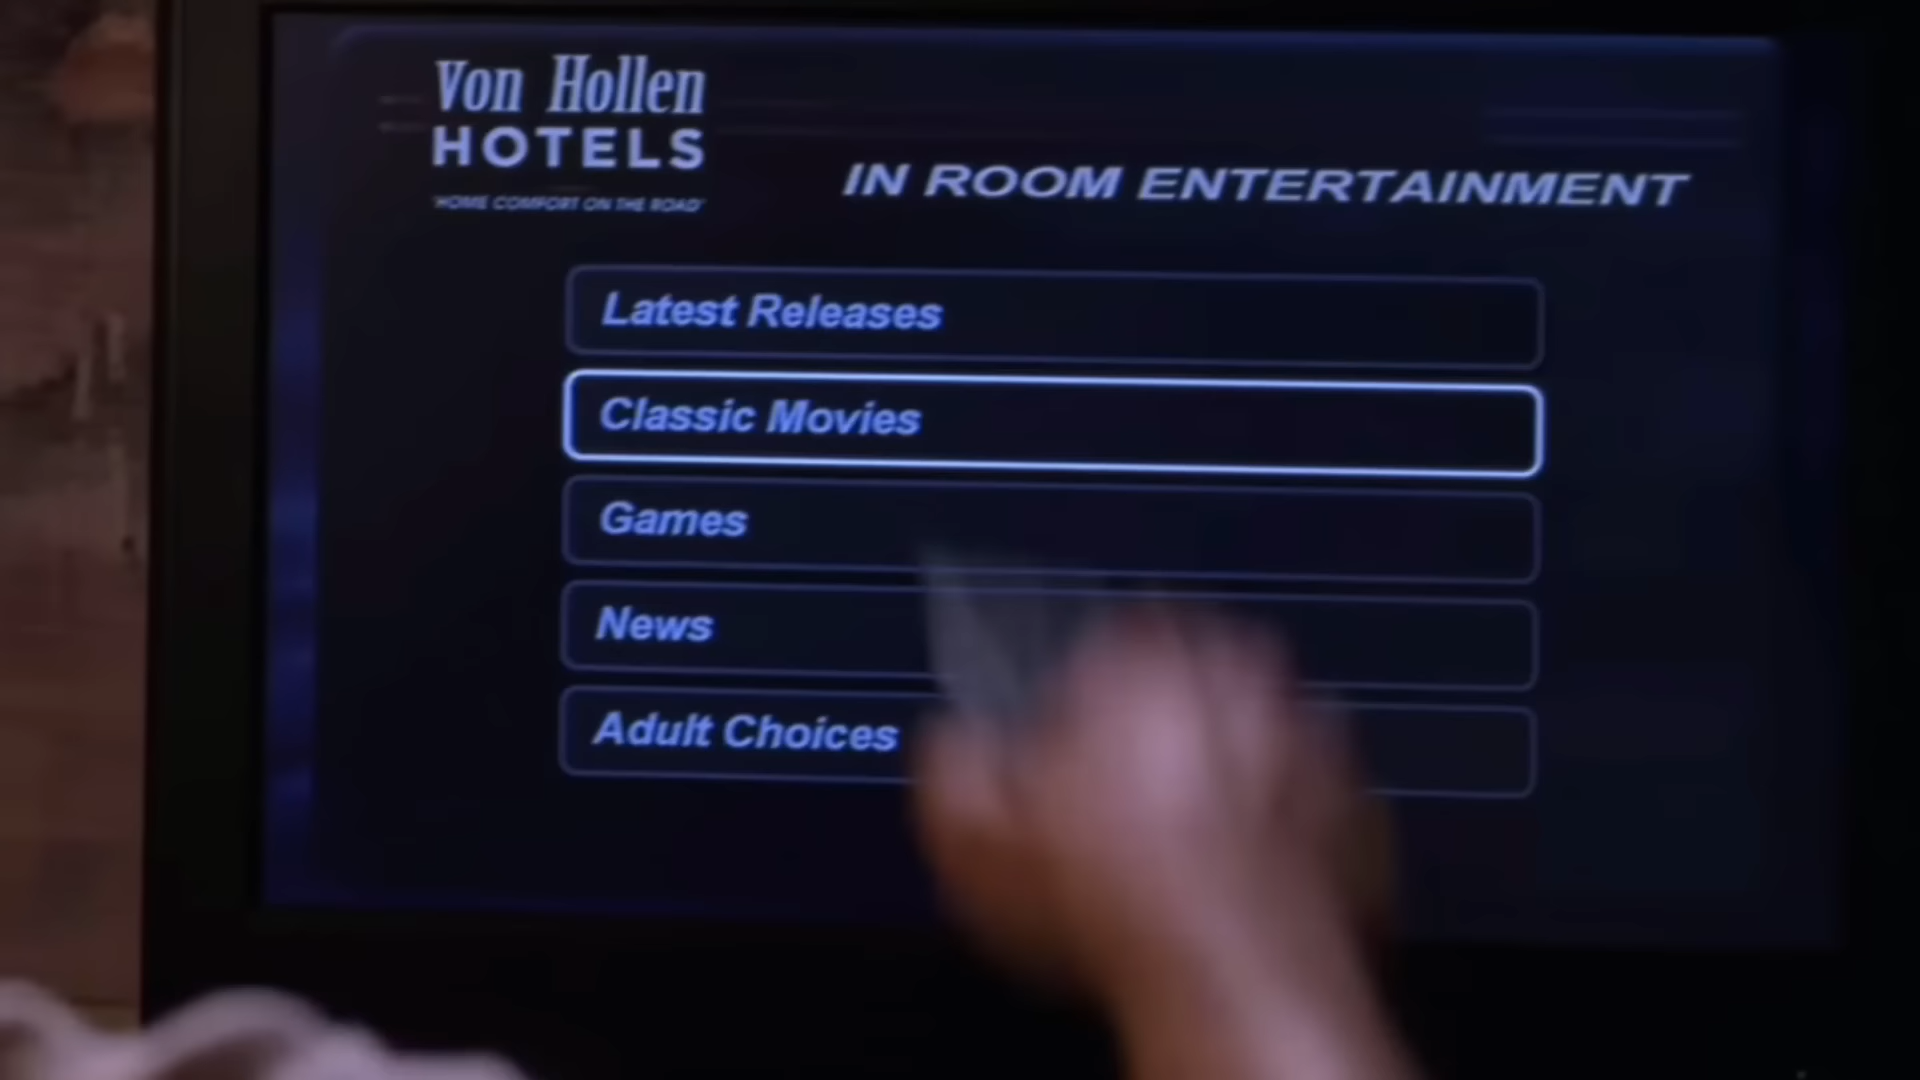 Von Hollen
HOTELS
"HOME COMFORT ON THE ROAD"
IN ROOM ENTERTAINMENT
Latest Releases
Classic Movies
Games
News
Adult Choices